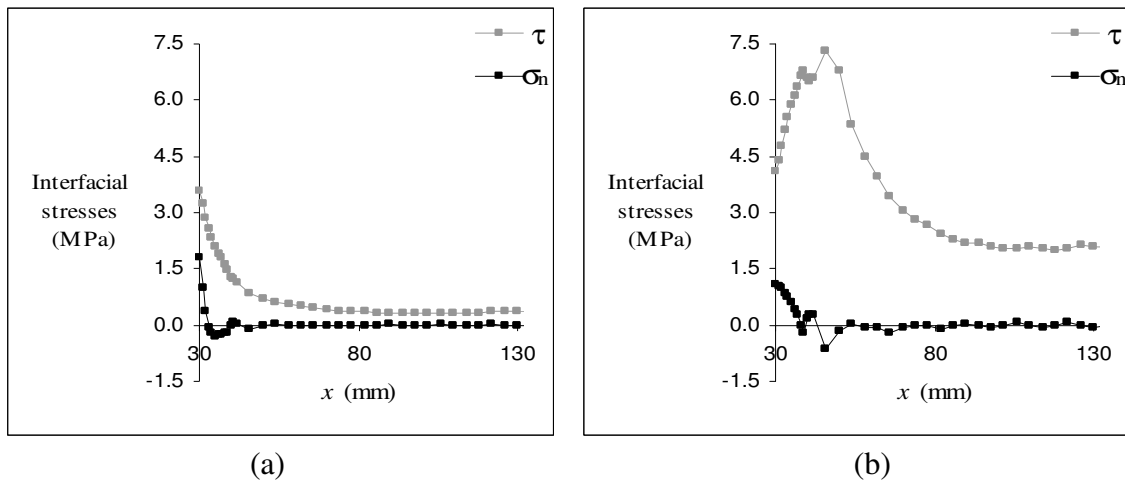 τ
σn
7.5
6.0
4.5
3.0
1.5
0.0
-1.5
30
80
130
Interfacial
stresses
(MPa)
x (mm)
(a)
τ
σn
7.5
6.0
4.5
3.0
1.5
0.0
-1.5
30
80
130
Interfacial
stresses
(MPa)
x (mm)
(b)